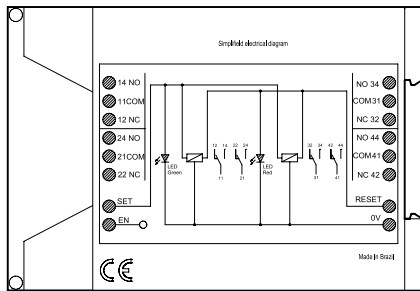 Simplifield electrical diagram
14 NO
11COM
12 NC
24 NO
21COM
22 NC
SET
EN
NO 34
COM31
NC 32
NO 44
COM41
NC 42
RESET
0V
LED
Green
12 14
11
22 24
21
LED
Red
32 34
31
42 44
41
Made in Brazil
CE